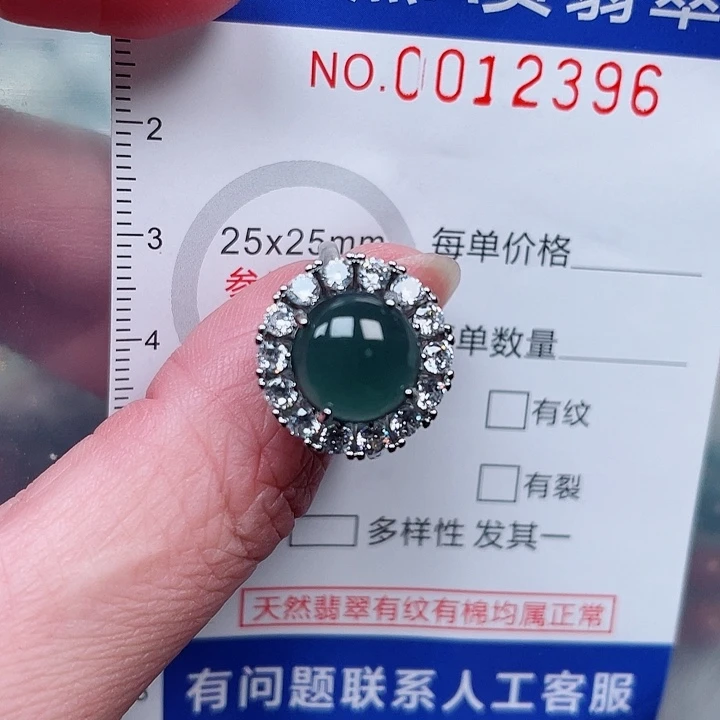 翡翠
NO.0012396
2
25x25mm
每单价格
3
单数量
4
有纹
有裂
多样性 发其一
天然翡翠有纹有棉均属正常
有问题联系人工客服